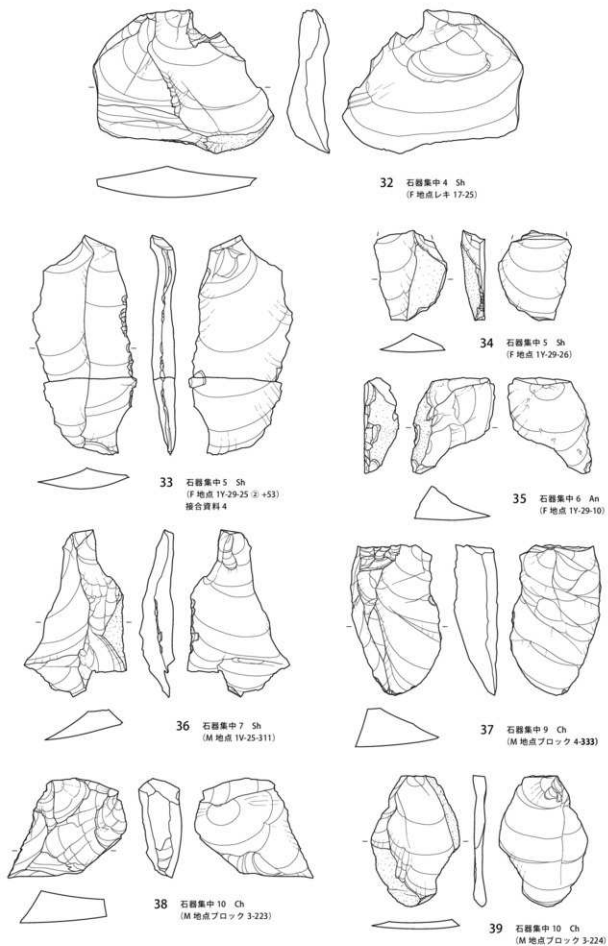 32 石器集中 4 Sh
(F 地点レキ 17-25)
33 石器集中 5 Sh
(F 地点 1Y-29-25 ② +53)
接合資料 4
34 石器集中 5 Sh
(F 地点 1Y-29-26)
35 石器集中 6 An
(F 地点 1Y-29-10)
36 石器集中 7 Sh
(M 地点 1V-25-311)
37 石器集中 9 Ch
(M 地点ブロック 4-333)
38 石器集中 10 Ch
(M 地点ブロック 3-223)
39 石器集中 10 Ch
(M 地点ブロック 3-224)